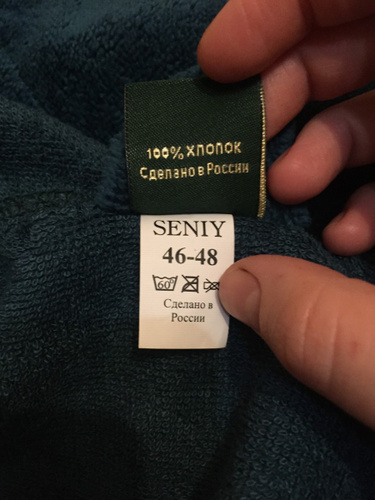 100% ХЛОПОК
Сделано в России
SENIY
46-48
60°
Сделано в
России